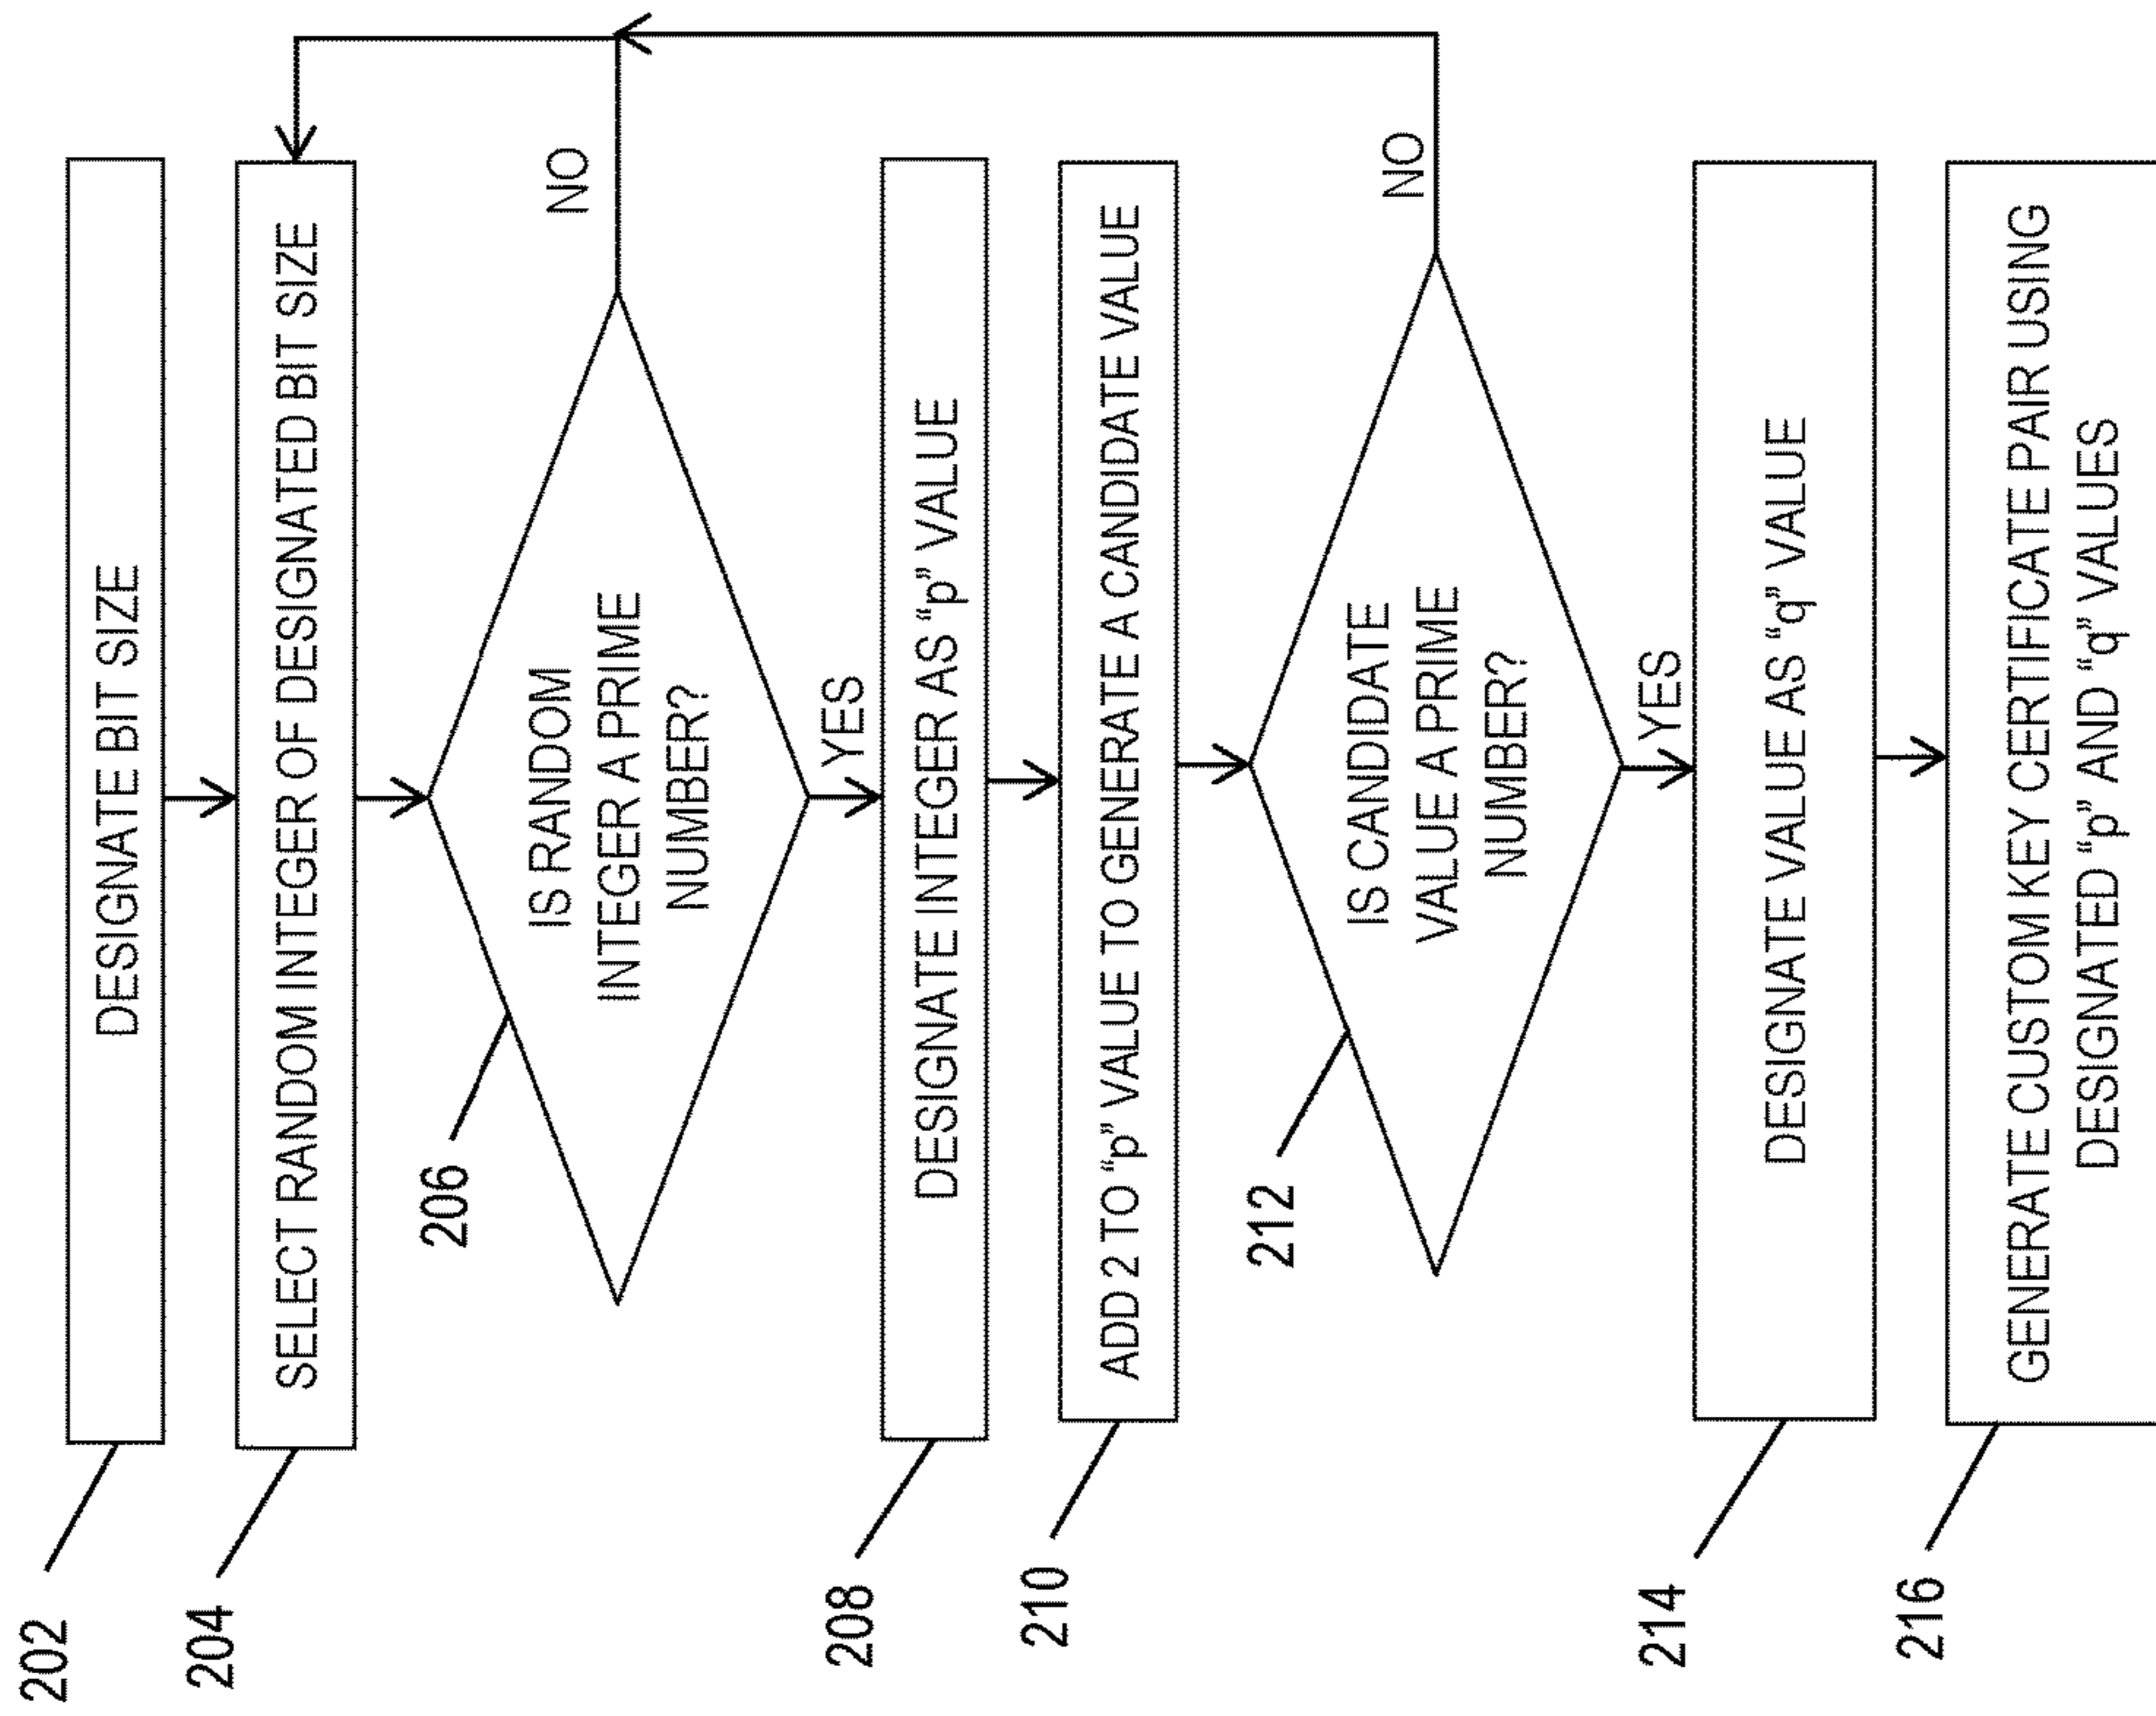 202
DESIGNATE BIT SIZE
204
SELECT RANDOM INTEGER OF DESIGNATED BIT SIZE
206
IS RANDOM
INTEGER A PRIME
NUMBER?
NO
YES
208
DESIGNATE INTEGER AS “p” VALUE
210
ADD 2 TO “p” VALUE TO GENERATE A CANDIDATE VALUE
212
IS CANDIDATE
VALUE A PRIME
NUMBER?
NO
YES
214
DESIGNATE VALUE AS “q” VALUE
216
GENERATE CUSTOM KEY CERTIFICATE PAIR USING
DESIGNATED “p” AND “q” VALUES